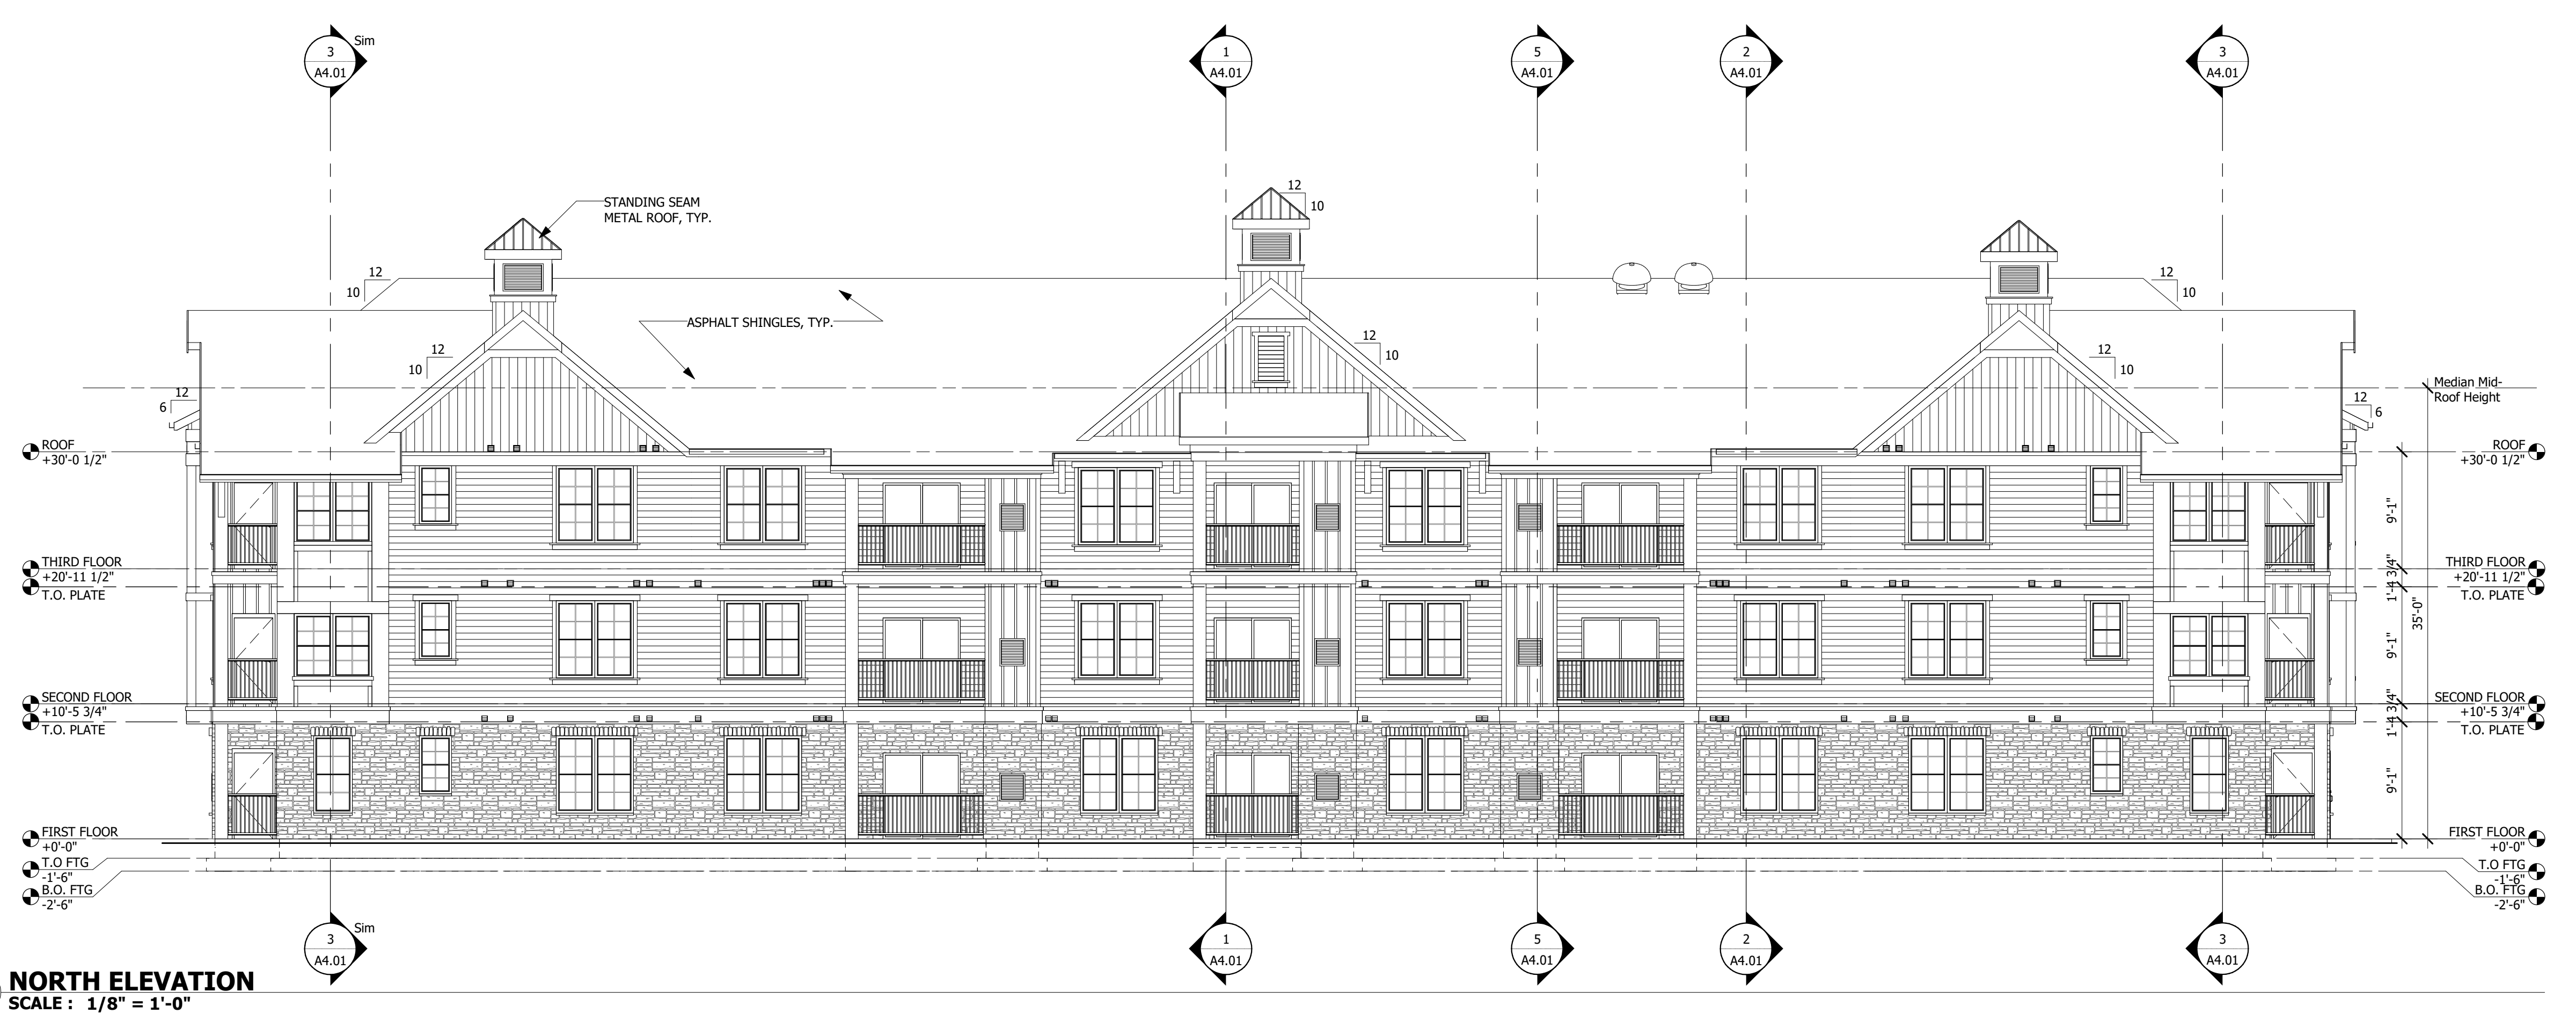 3
A4.01
Sim
1
A4.01
5
A4.01
2
A4.01
3
A4.01
STANDING SEAM
METAL ROOF, TYP.
12
10
12
10
12
10
ASPHALT SHINGLES, TYP.
12
10
12
10
12
10
12
6
12
6
Median Mid-
Roof Height
ROOF
+30'-0 1/2"
THIRD FLOOR
+20'-11 1/2"
T.O. PLATE
SECOND FLOOR
+10'-5 3/4"
T.O. PLATE
FIRST FLOOR
+0'-0"
T.O FTG
-1'-6"
B.O. FTG
-2'-6"
ROOF
+30'-0 1/2"
THIRD FLOOR
+20'-11 1/2"
T.O. PLATE
SECOND FLOOR
+10'-5 3/4"
T.O. PLATE
FIRST FLOOR
+0'-0"
T.O FTG
-1'-6"
B.O. FTG
-2'-6"
9'-1"
1'-4 3/4"
9'-1"
1'-4 3/4"
9'-1"
35'-0"
3
A4.01
Sim
1
A4.01
5
A4.01
2
A4.01
3
A4.01
NORTH ELEVATION
SCALE : 1/8" = 1'-0"